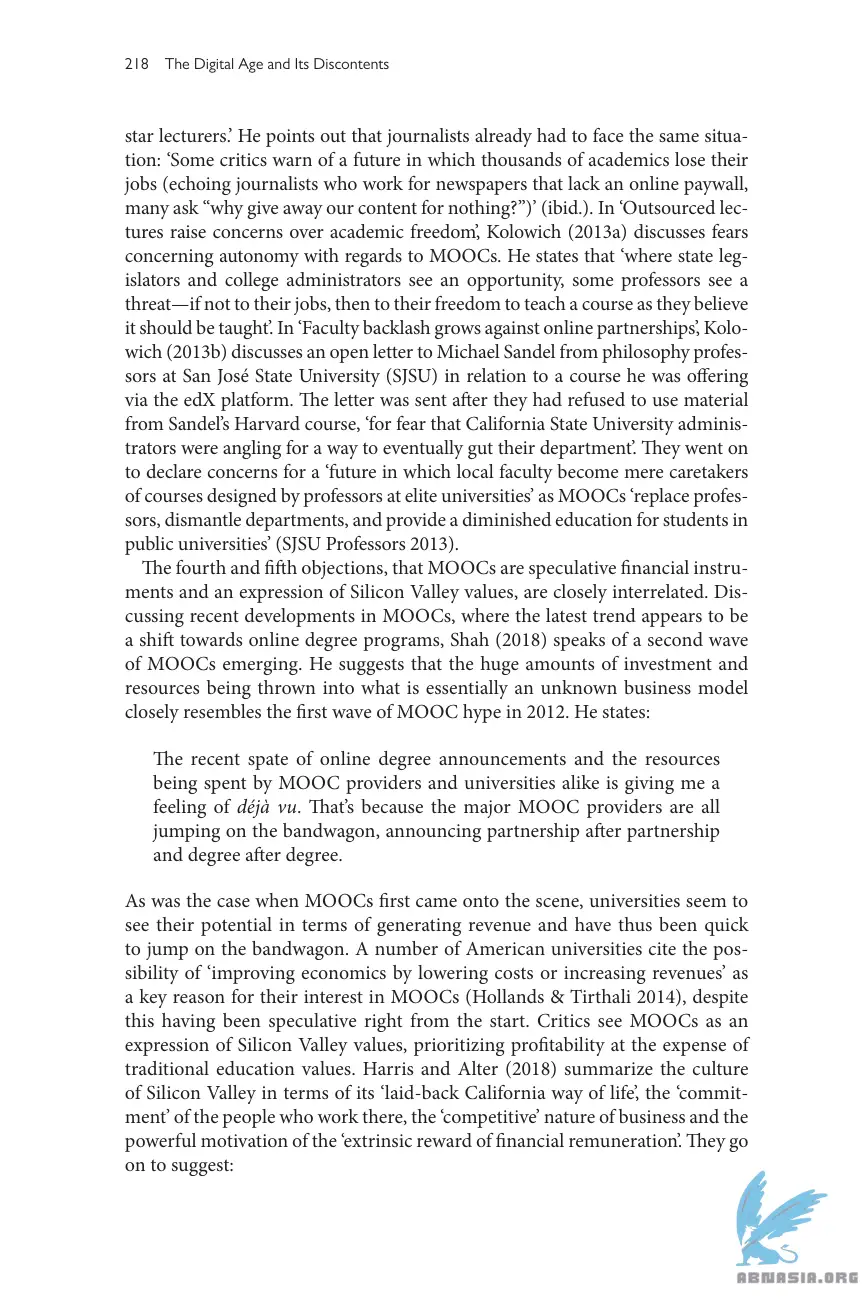 218 The Digital Age and Its Discontents
star lecturers.’ He points out that journalists already had to face the same situa-
tion: ‘Some critics warn of a future in which thousands of academics lose their
jobs (echoing journalists who work for newspapers that lack an online paywall,
many ask “why give away our content for nothing?”)’ (ibid.). In ‘Outsourced lec-
tures raise concerns over academic freedom’, Kolowich (2013a) discusses fears
concerning autonomy with regards to MOOCs. He states that ‘where state leg-
islators and college administrators see an opportunity, some professors see a
threat—if not to their jobs, then to their freedom to teach a course as they believe
it should be taught’. In ‘Faculty backlash grows against online partnerships’, Kolo-
wich (2013b) discusses an open letter to Michael Sandel from philosophy profes-
sors at San José State University (SJSU) in relation to a course he was offering
via the edX platform. The letter was sent after they had refused to use material
from Sandel’s Harvard course, ‘for fear that California State University adminis-
trators were angling for a way to eventually gut their department’. They went on
to declare concerns for a ‘future in which local faculty become mere caretakers
of courses designed by professors at elite universities’ as MOOCs ‘replace profes-
sors, dismantle departments, and provide a diminished education for students in
public universities’ (SJSU Professors 2013).
The fourth and fifth objections, that MOOCs are speculative financial instru-
ments and an expression of Silicon Valley values, are closely interrelated. Dis-
cussing recent developments in MOOCs, where the latest trend appears to be
a shift towards online degree programs, Shah (2018) speaks of a second wave
of MOOCs emerging. He suggests that the huge amounts of investment and
resources being thrown into what is essentially an unknown business model
closely resembles the first wave of MOOC hype in 2012. He states:
The recent spate of online degree announcements and the resources
being spent by MOOC providers and universities alike is giving me a
feeling of déjà vu. That’s because the major MOOC providers are all
jumping on the bandwagon, announcing partnership after partnership
and degree after degree.
As was the case when MOOCs first came onto the scene, universities seem to
see their potential in terms of generating revenue and have thus been quick
to jump on the bandwagon. A number of American universities cite the pos-
sibility of ‘improving economics by lowering costs or increasing revenues’ as
a key reason for their interest in MOOCs (Hollands & Tirthali 2014), despite
this having been speculative right from the start. Critics see MOOCs as an
expression of Silicon Valley values, prioritizing profitability at the expense of
traditional education values. Harris and Alter (2018) summarize the culture
of Silicon Valley in terms of its ‘laid-back California way of life’, the ‘commit-
ment’ of the people who work there, the ‘competitive’ nature of business and the
powerful motivation of the ‘extrinsic reward of financial remuneration’. They go
on to suggest:
ABNASIA.ORG